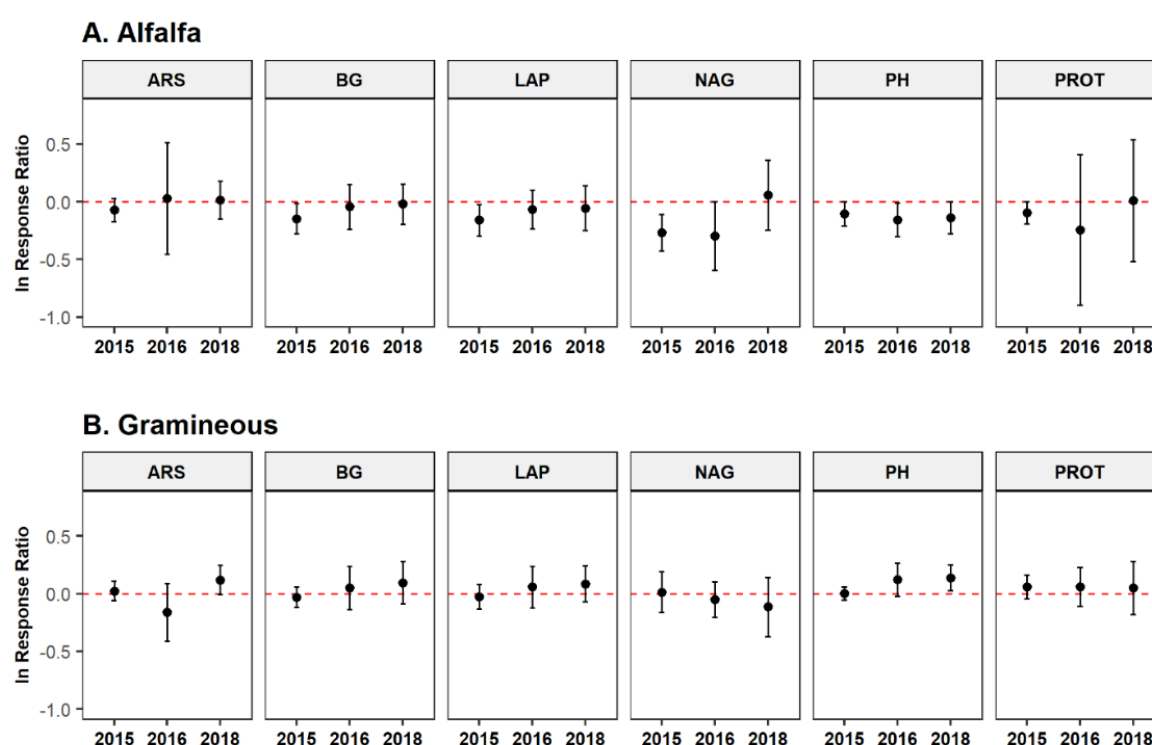 A. Alfalfa
ARS BG LAP NAG PH PROT
ln Response Ratio
0.5
0.0
-0.5
-1.0
2015 2016 2018 2015 2016 2018 2015 2016 2018 2015 2016 2018 2015 2016 2018 2015 2016 2018
B. Gramineous
ARS BG LAP NAG PH PROT
ln Response Ratio
0.5
0.0
-0.5
-1.0
2015 2016 2018 2015 2016 2018 2015 2016 2018 2015 2016 2018 2015 2016 2018 2015 2016 2018